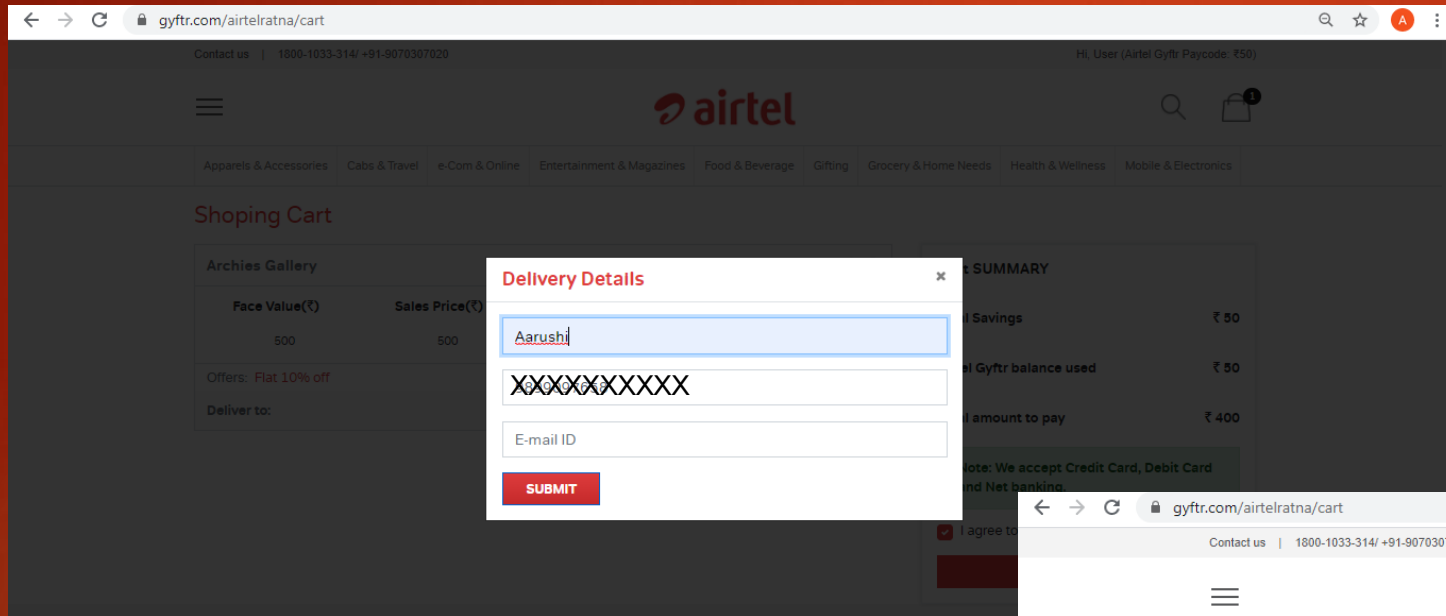 gyftr.com/airtelratna/cart
A
Contact us | 1800-1033-314/ +91-9070307020
Hi, User (Airtel Gyftr Paycode: ₹50)
airtel
1
Apparels & Accessories Cabs & Travel e-Com & Online Entertainment & Magazines Food & Beverage Gifting Grocery & Home Needs Health & Wellness Mobile & Electronics
Shoping Cart
Archies Gallery
Face Value(₹) Sales Price(₹)
500 500
Offers: Flat 10% off
Deliver to:
Delivery Details
×
Aarushi
XXXXXXXXXX
E-mail ID
SUBMIT
SUMMARY
Savings ₹ 50
Gyftr balance used ₹ 50
amount to pay ₹ 400
Note: We accept Credit Card, Debit Card
and Net banking.
I agree to
gyftr.com/airtelratna/cart
Contact us | 1800-1033-314/ +91-907030